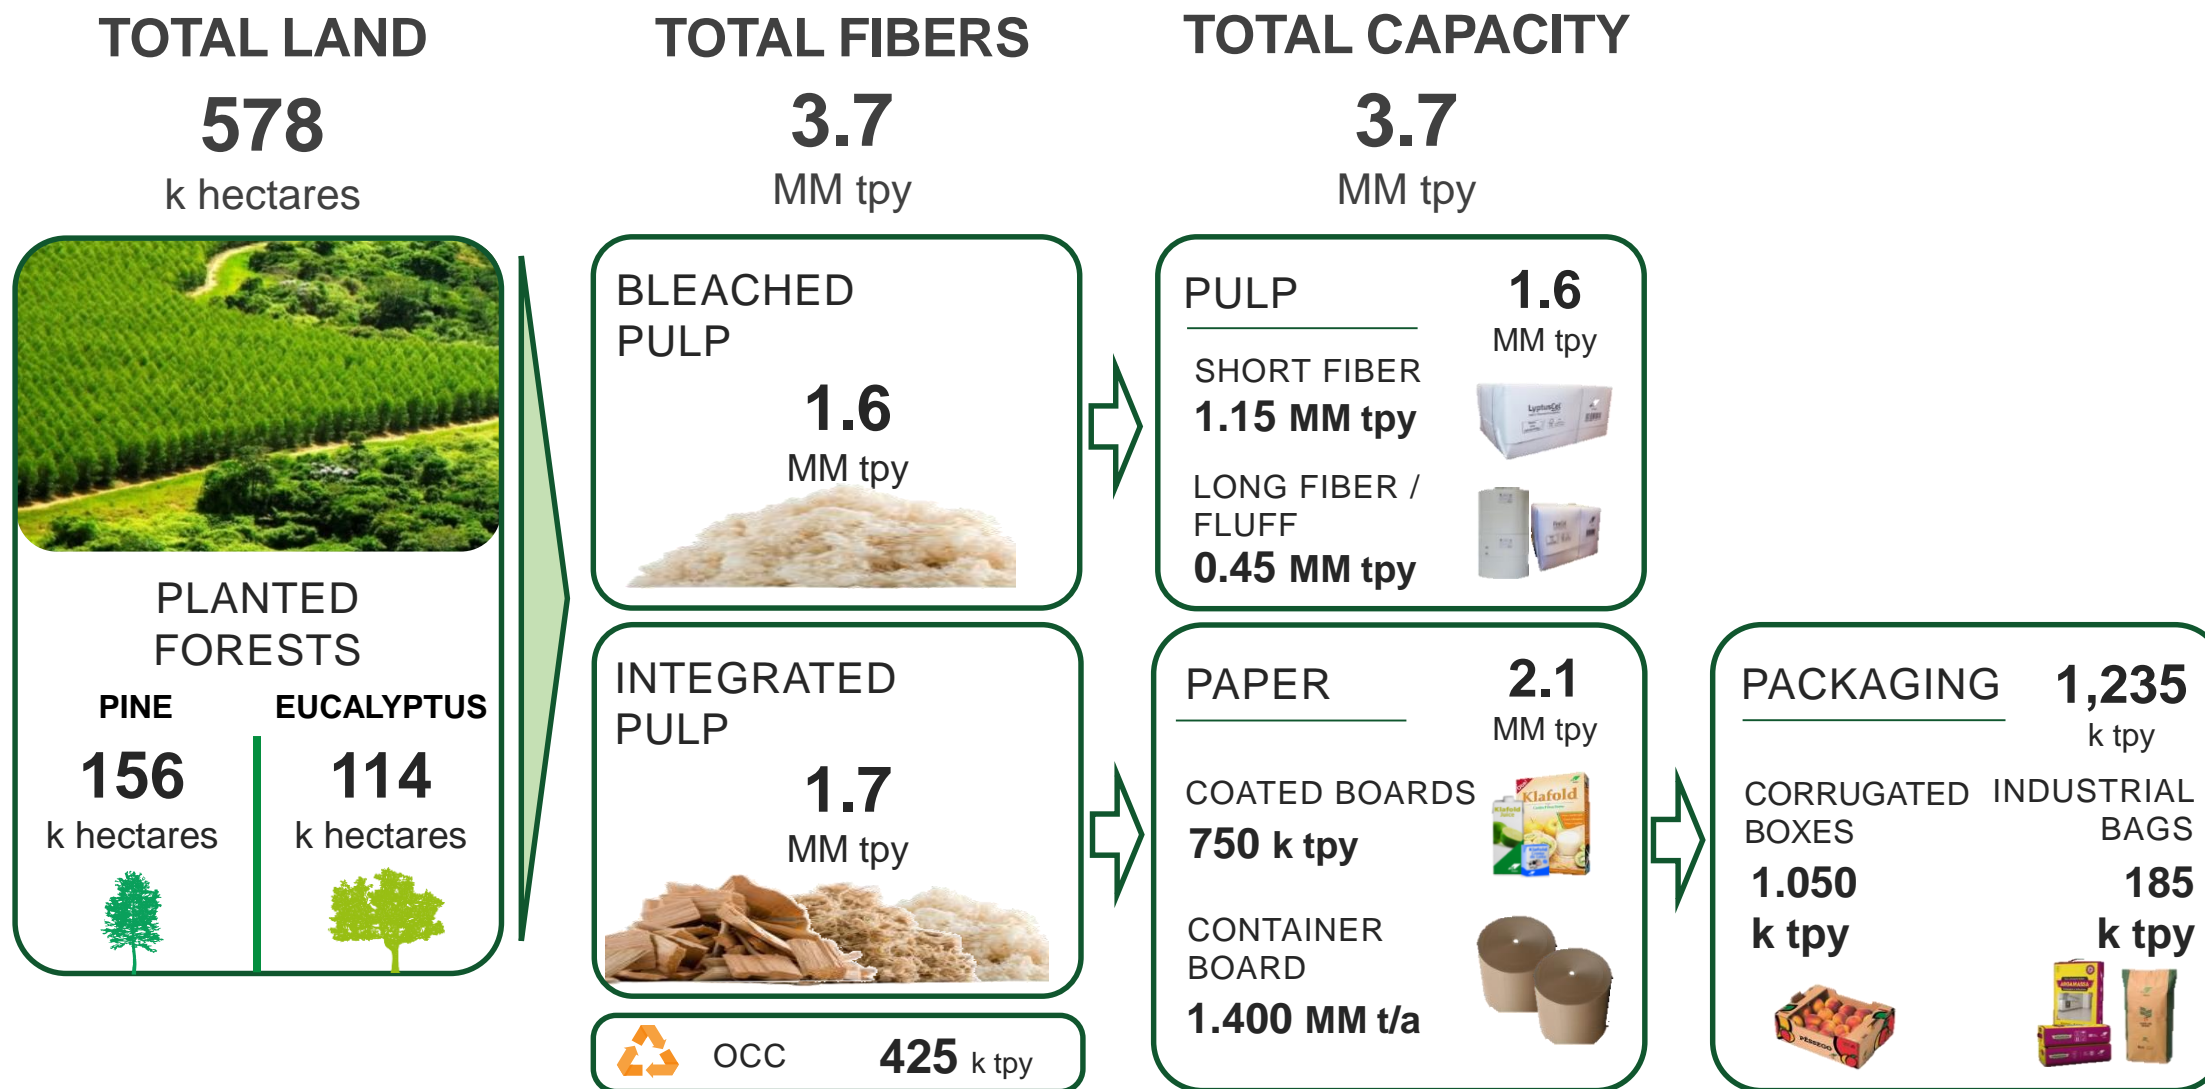 TOTAL LAND
578
k hectares
PLANTED
FORESTS
PINE
156
k hectares
EUCALYPTUS
114
k hectares
TOTAL FIBERS
3.7
MM tpy
BLEACHED
PULP
1.6
MM tpy
INTEGRATED
PULP
1.7
MM tpy
OCC 425 k tpy
TOTAL CAPACITY
3.7
MM tpy
PULP
1.6
MM tpy
SHORT FIBER
1.15 MM tpy
LyptusCel
LONG FIBER /
FLUFF
0.45 MM tpy
PAPER
2.1
MM tpy
COATED BOARDS
750 k tpy
Klafold
CONTAINER
BOARD
1.400 MM t/a
PACKAGING
1,235
k tpy
CORRUGATED
BOXES
1.050
k tpy
PÊSSEGO
INDUSTRIAL
BAGS
185
k tpy
ARGAMASSA